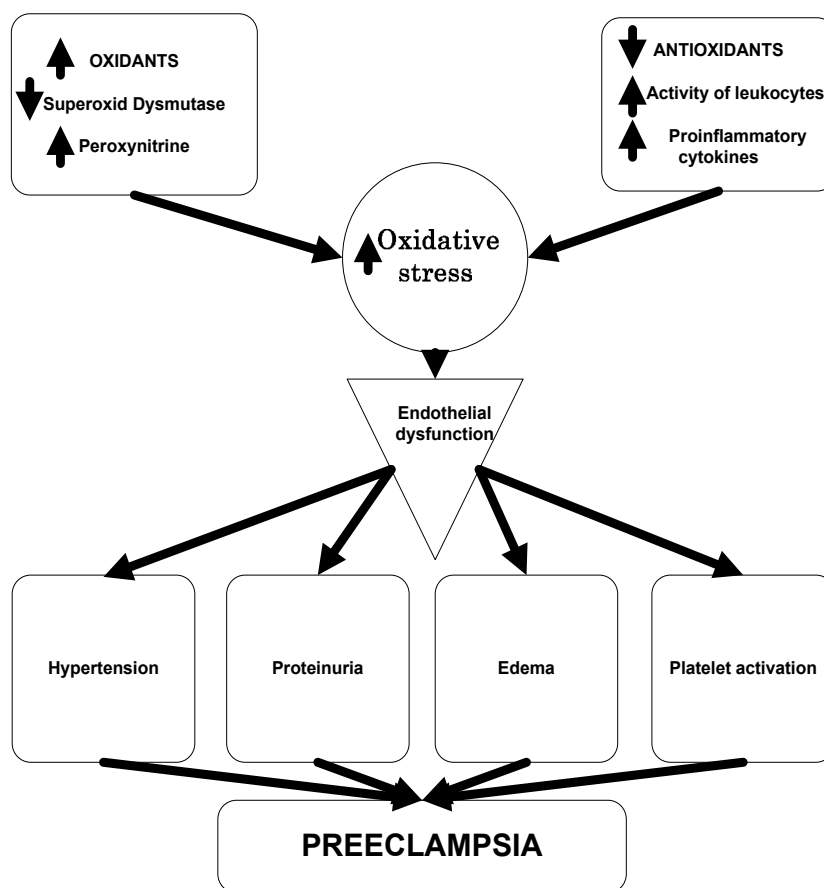 OXIDANTS
Superoxid Dysmutase
Peroxynitrine
ANTIOXIDANTS
Activity of leukocytes
Proinflammatory
cytokines
Oxidative
stress
Endothelial
dysfunction
Hypertension
Proteinuria
Edema
Platelet activation
PREECLAMPSIA